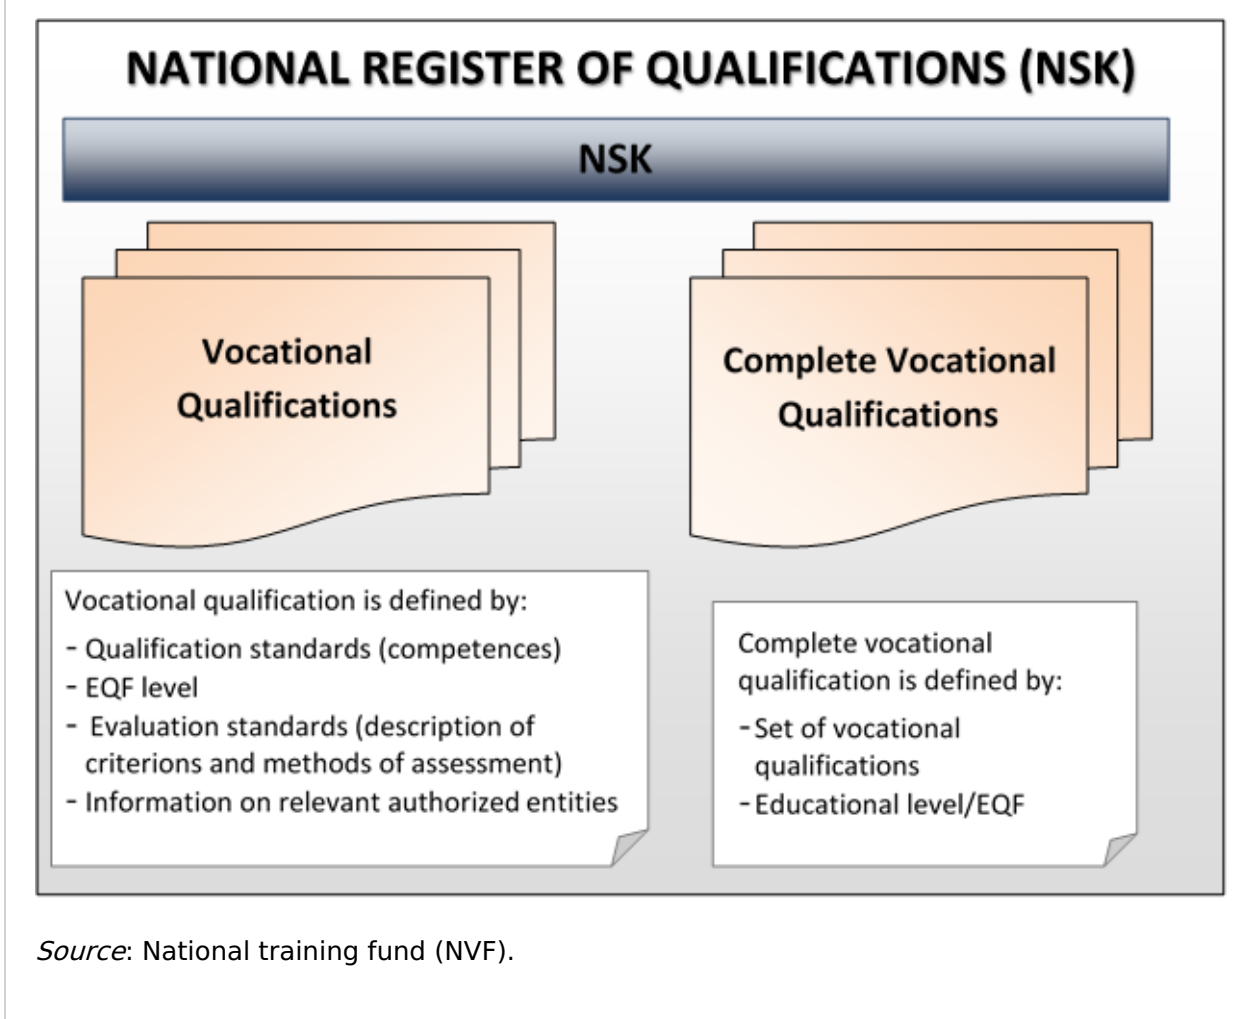 NATIONAL REGISTER OF QUALIFICATIONS (NSK)
NSK
Vocational
Qualifications
Complete Vocational
Qualifications
Vocational qualification is defined by:
- Qualification standards (competences)
- EQF level
- Evaluation standards (description of
criterions and methods of assessment)
- Information on relevant authorized entities
Complete vocational
qualification is defined by:
- Set of vocational
qualifications
- Educational level/EQF
Source: National training fund (NVF).